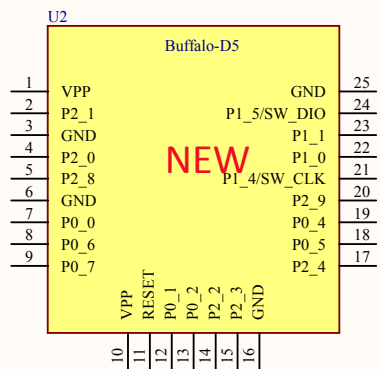 U2
Buffalo-D5
1 VPP GND 25
2 P2_1 P1_5/SW_DIO 24
3 GND P1_1 23
4 P2_0 P1_0 22
NEW
5 P2_8 P1_4/SW_CLK 21
6 GND P2_9 20
7 P0_0 P0_4 19
8 P0_6 P0_5 18
9 P0_7 P2_4 17
VPP
RESET
P0_1
P0_2
P2_2
P2_3
GND
10
11
12
13
14
15
16